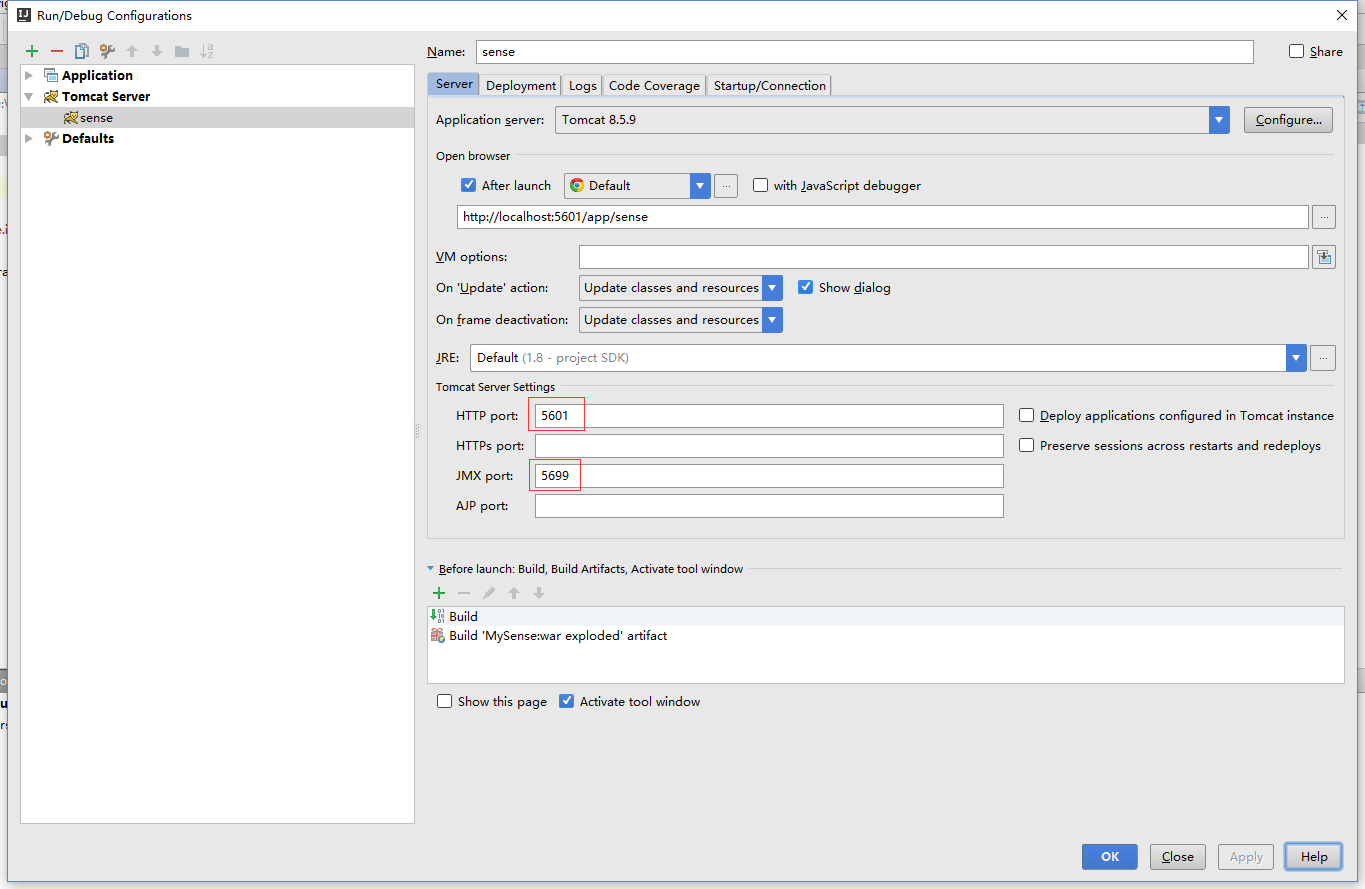 Run/Debug Configurations
Name: sense
Share
Application
Tomcat Server
sense
Defaults
Server Deployment Logs Code Coverage Startup/Connection
Application server: Tomcat 8.5.9 Configure...
Open browser
After launch Default ... with JavaScript debugger
http://localhost:5601/app/sense ...
VM options:
On 'Update' action: Update classes and resources Show dialog
On frame deactivation: Update classes and resources
JRE: Default (1.8 - project SDK) ...
Tomcat Server Settings
HTTP port: 5601 Deploy applications configured in Tomcat instance
HTTPs port: Preserve sessions across restarts and redeploys
JMX port: 5699
AJP port:
Before launch: Build, Build Artifacts, Activate tool window
Build
Build 'MySense:war exploded' artifact
Show this page Activate tool window
OK Close Apply Help